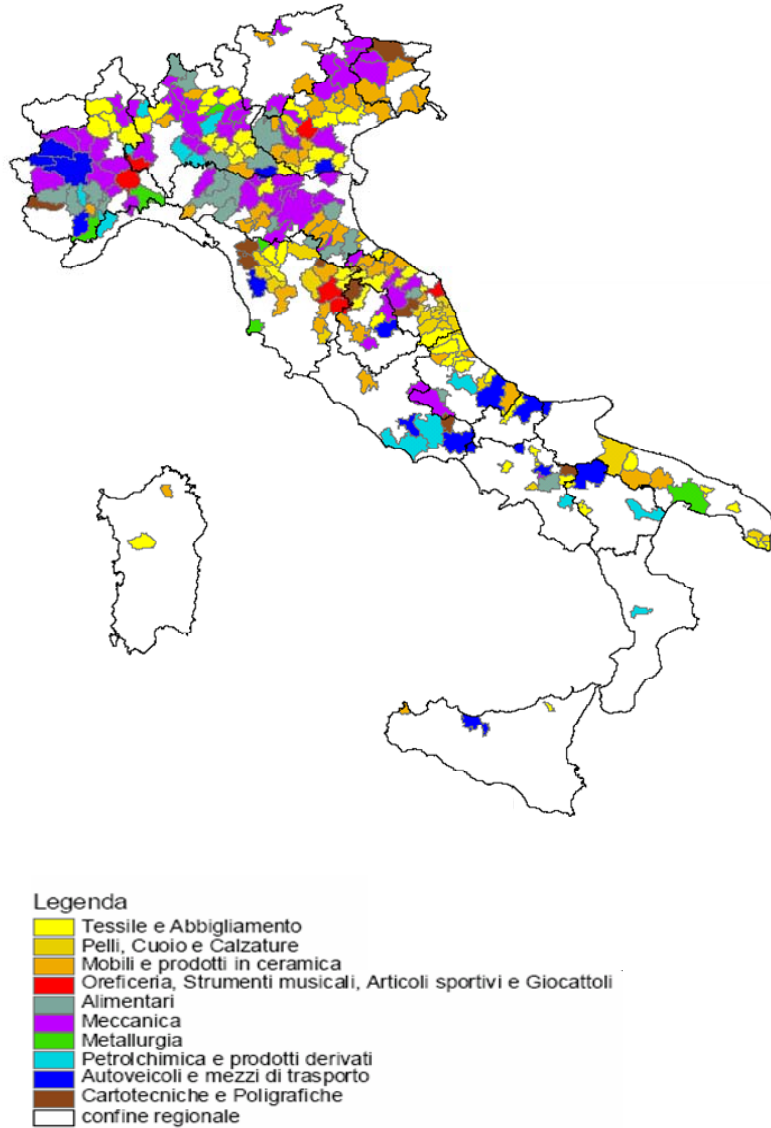 Legenda
Tessile e Abbigliamento
Pelli, Cuoio e Calzature
Mobili e prodotti in ceramica
Oreficeria, Strumenti musicali, Articoli sportivi e Giocattoli
Alimentari
Meccanica
Metallurgia
Petrolchimica e prodotti derivati
Autoveicoli e mezzi di trasporto
Cartotecniche e Poligrafiche
confine regionale